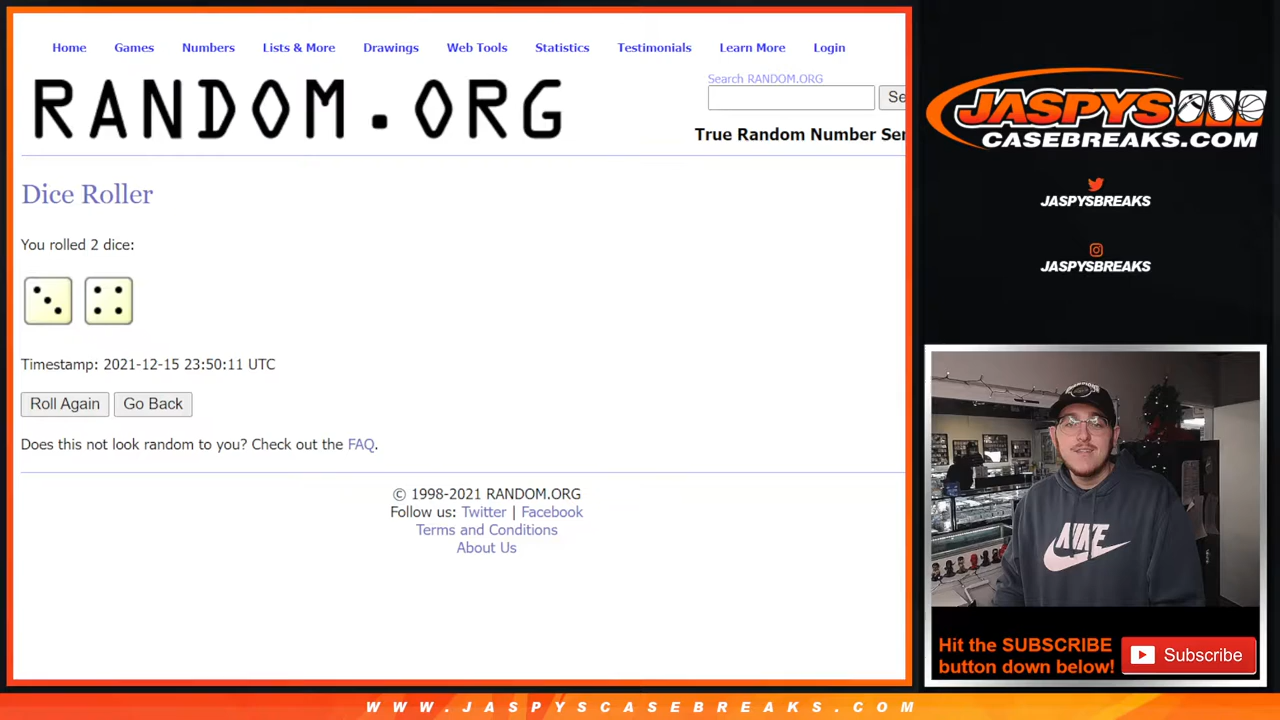 Home Games Numbers Lists & More Drawings Web Tools Statistics Testimonials Learn More Login
RANDOM.ORG
Search RANDOM.ORG
Se
True Random Number Ser
Dice Roller
You rolled 2 dice:
Timestamp: 2021-12-15 23:50:11 UTC
Roll Again Go Back
Does this not look random to you? Check out the FAQ.
© 1998-2021 RANDOM.ORG
Follow us: Twitter | Facebook
Terms and Conditions
About Us
JASPYS
CASEBREAKS.COM
JASPYSBREAKS
JASPYSBREAKS
NIKE
Hit the SUBSCRIBE
button down below!
Subscribe
WWW.JASPYSCASEBREAKS.COM